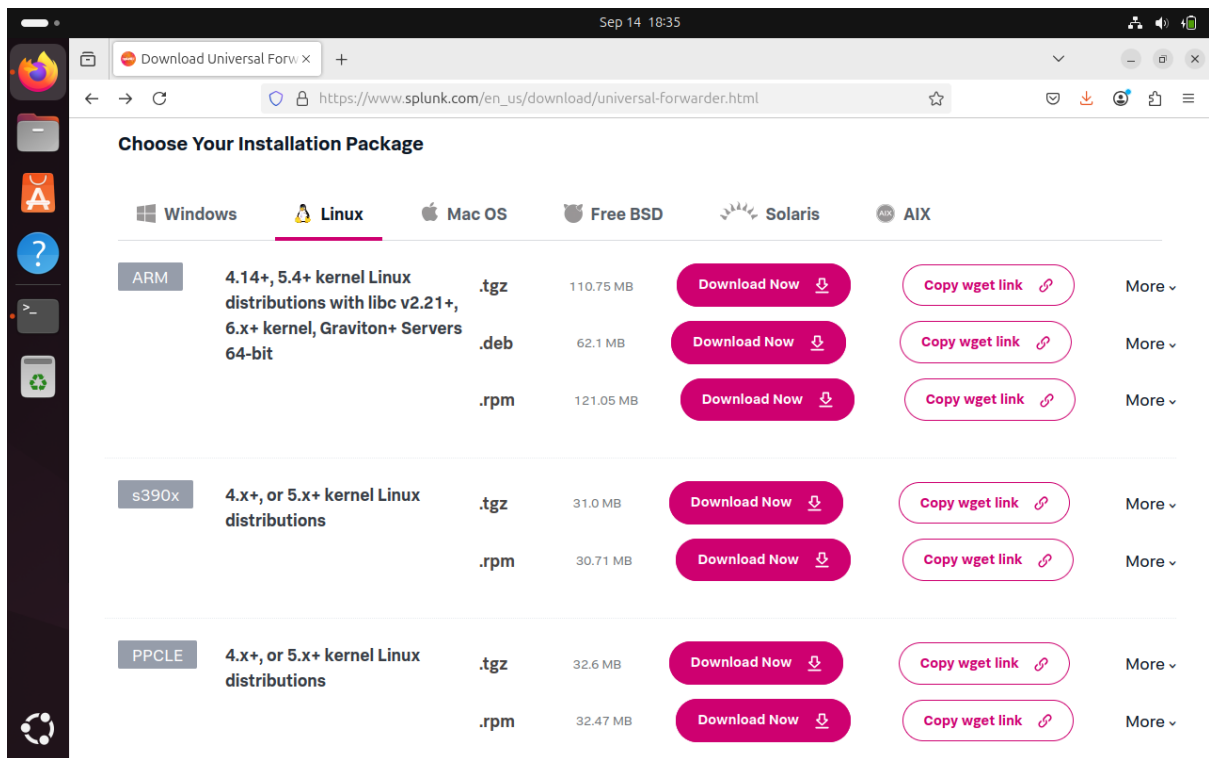 Sep 14 18:35
Download Universal Forw
https://www.splunk.com/en_us/download/universal-forwarder.html
Choose Your Installation Package
Windows Linux Mac OS Free BSD Solaris AIX AIX
ARM
4.14+, 5.4+ kernel Linux
distributions with libc v2.21+,
6.x+ kernel, Graviton+ Servers
64-bit
.tgz 110.75 MB Download Now Copy wget link More
.deb 62.1 MB Download Now Copy wget link More
.rpm 121.05 MB Download Now Copy wget link More
s390x
4.x+, or 5.x+ kernel Linux
distributions
.tgz 31.0 MB Download Now Copy wget link More
.rpm 30.71 MB Download Now Copy wget link More
PPCLE
4.x+, or 5.x+ kernel Linux
distributions
.tgz 32.6 MB Download Now Copy wget link More
.rpm 32.47 MB Download Now Copy wget link More